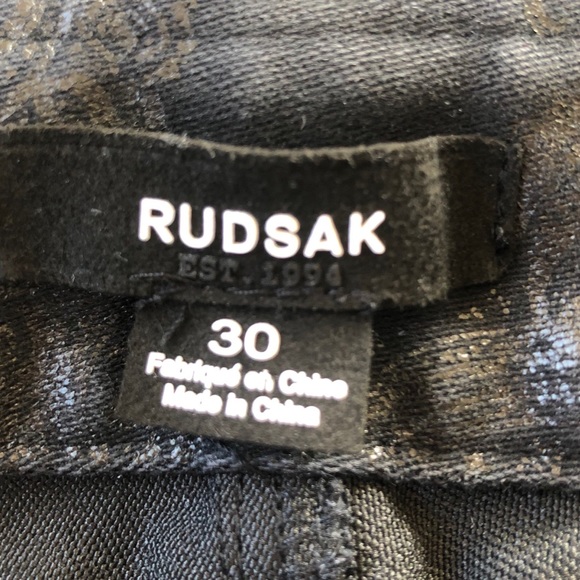 RUDSAK
EST. 1994
30
Fabriqué en Chine
Made in China